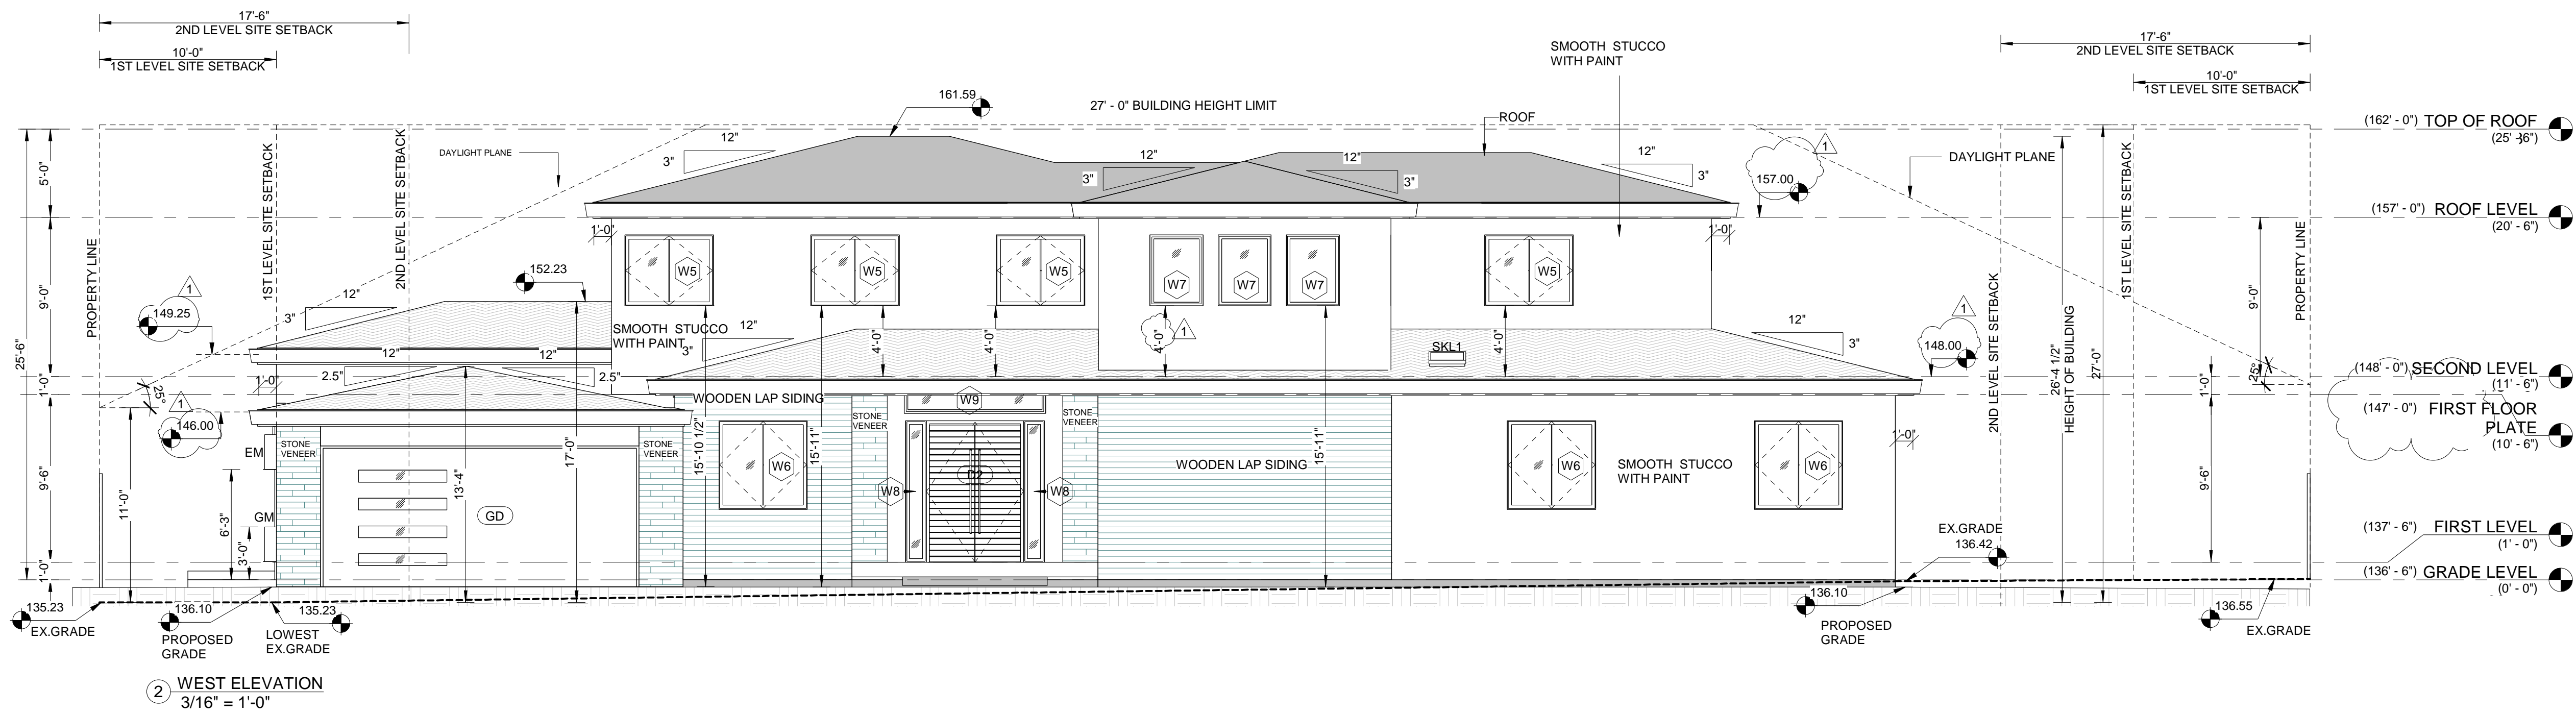 17'-6"
2ND LEVEL SITE SETBACK
10'-0"
1ST LEVEL SITE SETBACK
SMOOTH STUCCO
WITH PAINT
17'-6"
2ND LEVEL SITE SETBACK
10'-0"
1ST LEVEL SITE SETBACK
161.59
27' - 0" BUILDING HEIGHT LIMIT
ROOF
(162' - 0") TOP OF ROOF
DAYLIGHT PLANE
12"
3"
12"
3"
12"
3"
12"
3"
1
157.00
DAYLIGHT PLANE
(157' - 0") ROOF LEVEL
(20' - 6")
5'-0"
9'-0"
1'-0"
9'-6"
1'-0"
25'-6"
PROPERTY LINE
1ST LEVEL SITE SETBACK
2ND LEVEL SITE SETBACK
1'-0"
W5
W5
W5
W7
W7
W7
W5
1'-0"
152.23
1
149.25
12"
3"
SMOOTH STUCCO
WITH PAINT
12"
3"
4'-0"
4'-0"
4'-0"
1
4'-0"
SKL1
12"
3"
1
148.00
2ND LEVEL SITE SETBACK
26'-4 1/2"
HEIGHT OF BUILDING
27'-0"
1ST LEVEL SITE SETBACK
9'-0"
1'-0"
9'-6"
25°
PROPERTY LINE
(148' - 0") SECOND LEVEL
(11' - 6")
(147' - 0") FIRST FLOOR
PLATE
(10' - 6")
12"
12"
2.5"
2.5"
1'-0"
25°
1
146.00
WOODEN LAP SIDING
W9
STONE
VENEER
STONE
VENEER
EM
STONE
VENEER
STONE
VENEER
11'-0"
6'-3"
GM
3'-0"
13'-4"
GD
17'-0"
15'-10 1/2"
W6
15'-11"
W8
D2
W8
WOODEN LAP SIDING
15'-11"
W6
SMOOTH STUCCO
WITH PAINT
W6
1'-0"
EX.GRADE
136.42
(137' - 6") FIRST LEVEL
(1' - 0")
(136' - 6") GRADE LEVEL
(0' - 0")
135.23
EX.GRADE
136.10
PROPOSED
GRADE
135.23
LOWEST
EX.GRADE
136.10
PROPOSED
GRADE
136.55
EX.GRADE
2 WEST ELEVATION
3/16" = 1'-0"